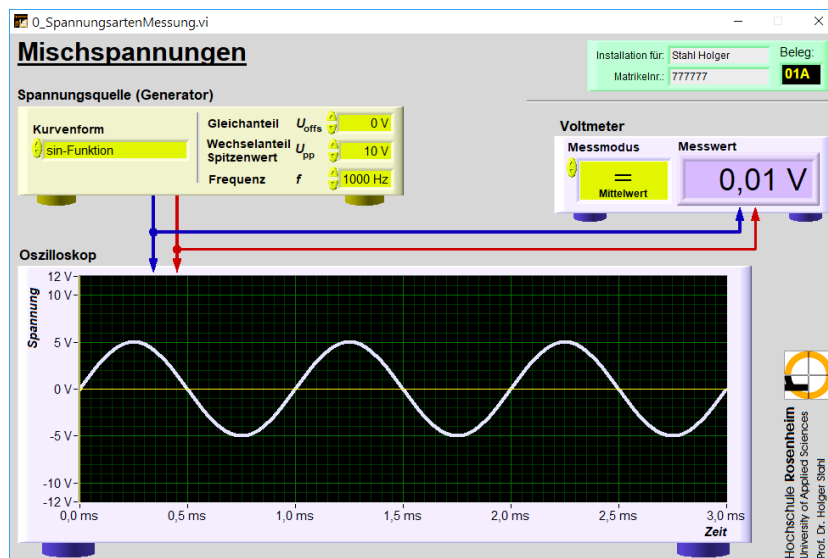 0_SpannungsartenMessung.vi
Mischspannungen
Installation für: Stahl Holger
Matrikelnr.: 777777
Beleg:
01A
Spannungsquelle (Generator)
Kurvenform
sin-Funktion
Gleichanteil Uoffs 0 V
Wechselanteil
Spitzenwert Upp 10 V
Frequenz f 1000 Hz
Voltmeter
Messmodus
=
Mittelwert
Messwert
0,01 V
Oszilloskop
Spannung
12 V
10 V
5 V
0 V
-5 V
-10 V
-12 V
0,0 ms 0,5 ms 1,0 ms 1,5 ms 2,0 ms 2,5 ms 3,0 ms
Zeit
Hochschule Rosenheim
University of Applied Sciences
Prof. Dr. Holger Stahl